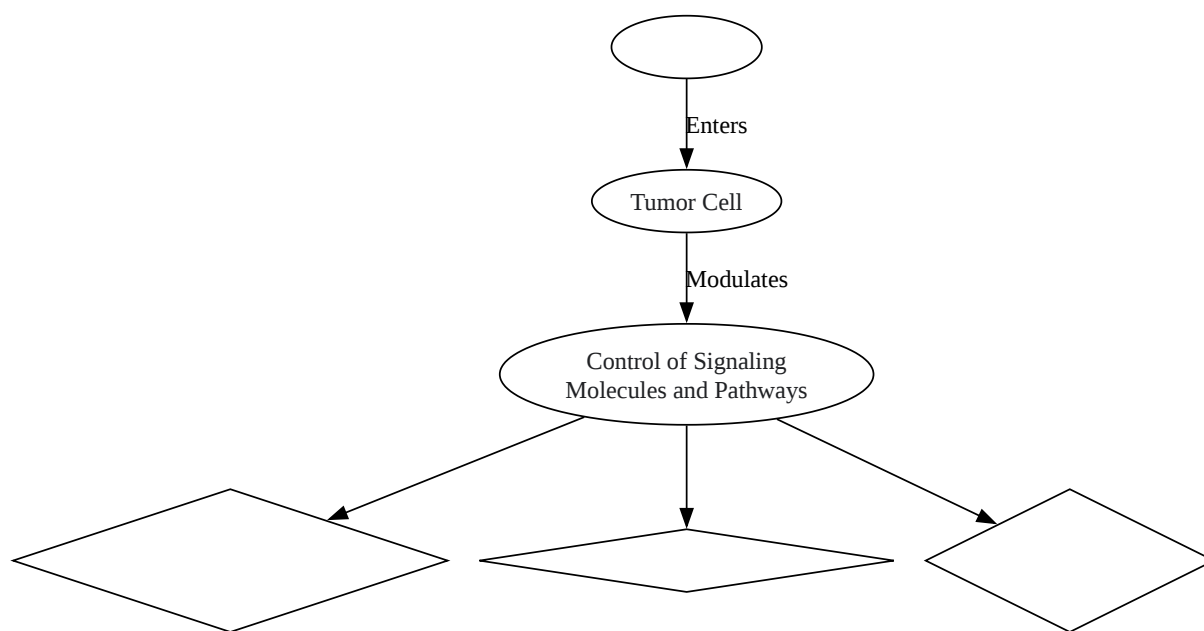 Enters
Tumor Cell
Modulates
Control of Signaling
Molecules and Pathways